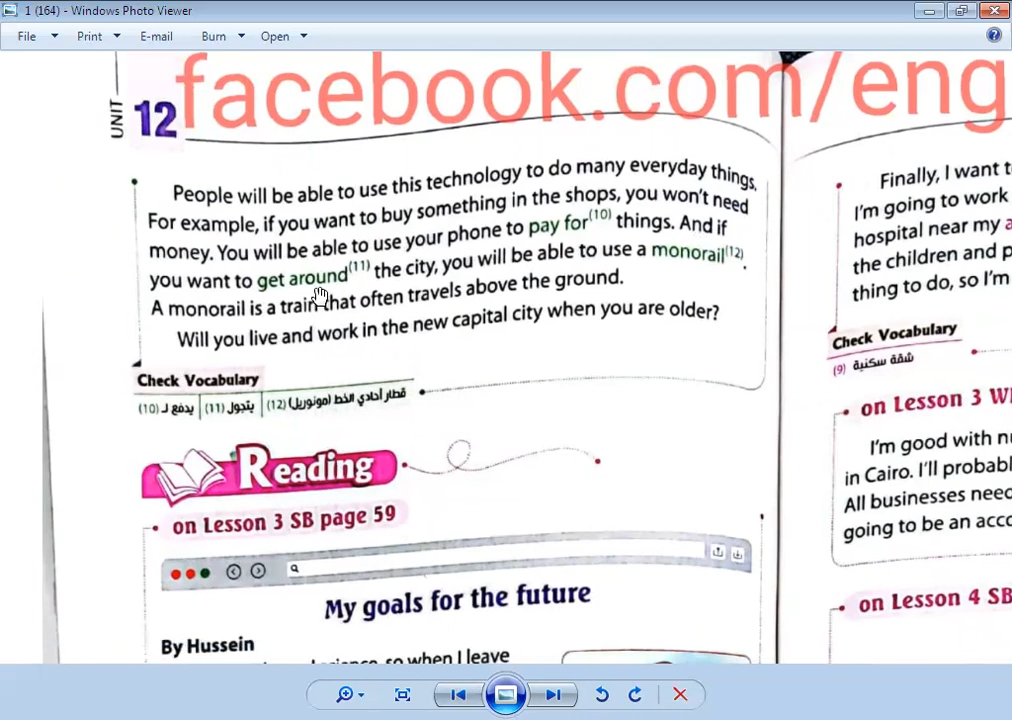 1 (164) - Windows Photo Viewer
File Print E-mail Burn Open
facebook.com/eng
UNIT 12
People will be able to use this technology to do many everyday things.
For example, if you want to buy something in the shops, you won't need
money. You will be able to use your phone to pay for(10) things. And if
you want to get around(11) the city, you will be able to use a monorail(12).
A monorail is a train that often travels above the ground.
Will you live and work in the new capital city when you are older?
Check Vocabulary
(10) يدفع لـ (11) يتجول (12) قطار أحادي الخط (مونوريل)
Reading
on Lesson 3 SB page 59
My goals for the future
By Hussein
so when I leave
Finally, I want
I'm going to work
hospital near my
the children and
thing to do, so I'm
Check Vocabulary
(9) شقة سكنية
on Lesson 3
I'm good with
in Cairo. I'll probabl
All businesses need
going to be an acc
on Lesson 4 SB